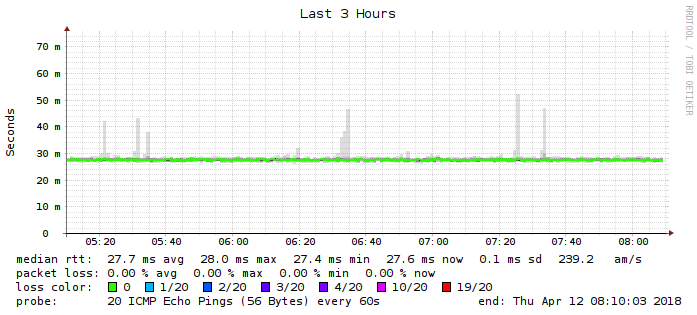 Last 3 Hours
RRDTOOL / TOBI OETIKER
Seconds
70 m
60 m
50 m
40 m
30 m
20 m
10 m
0
05:20 05:40 06:00 06:20 06:40 07:00 07:20 07:40 08:00
median rtt: 27.7 ms avg 28.0 ms max 27.4 ms min 27.6 ms now 0.1 ms sd 239.2 am/s
packet loss: 0.00 % avg 0.00 % max 0.00 % min 0.00 % now
loss color: 0 1/20 2/20 3/20 4/20 10/20 19/20
probe: 20 ICMP Echo Pings (56 Bytes) every 60s end: Thu Apr 12 08:10:03 2018